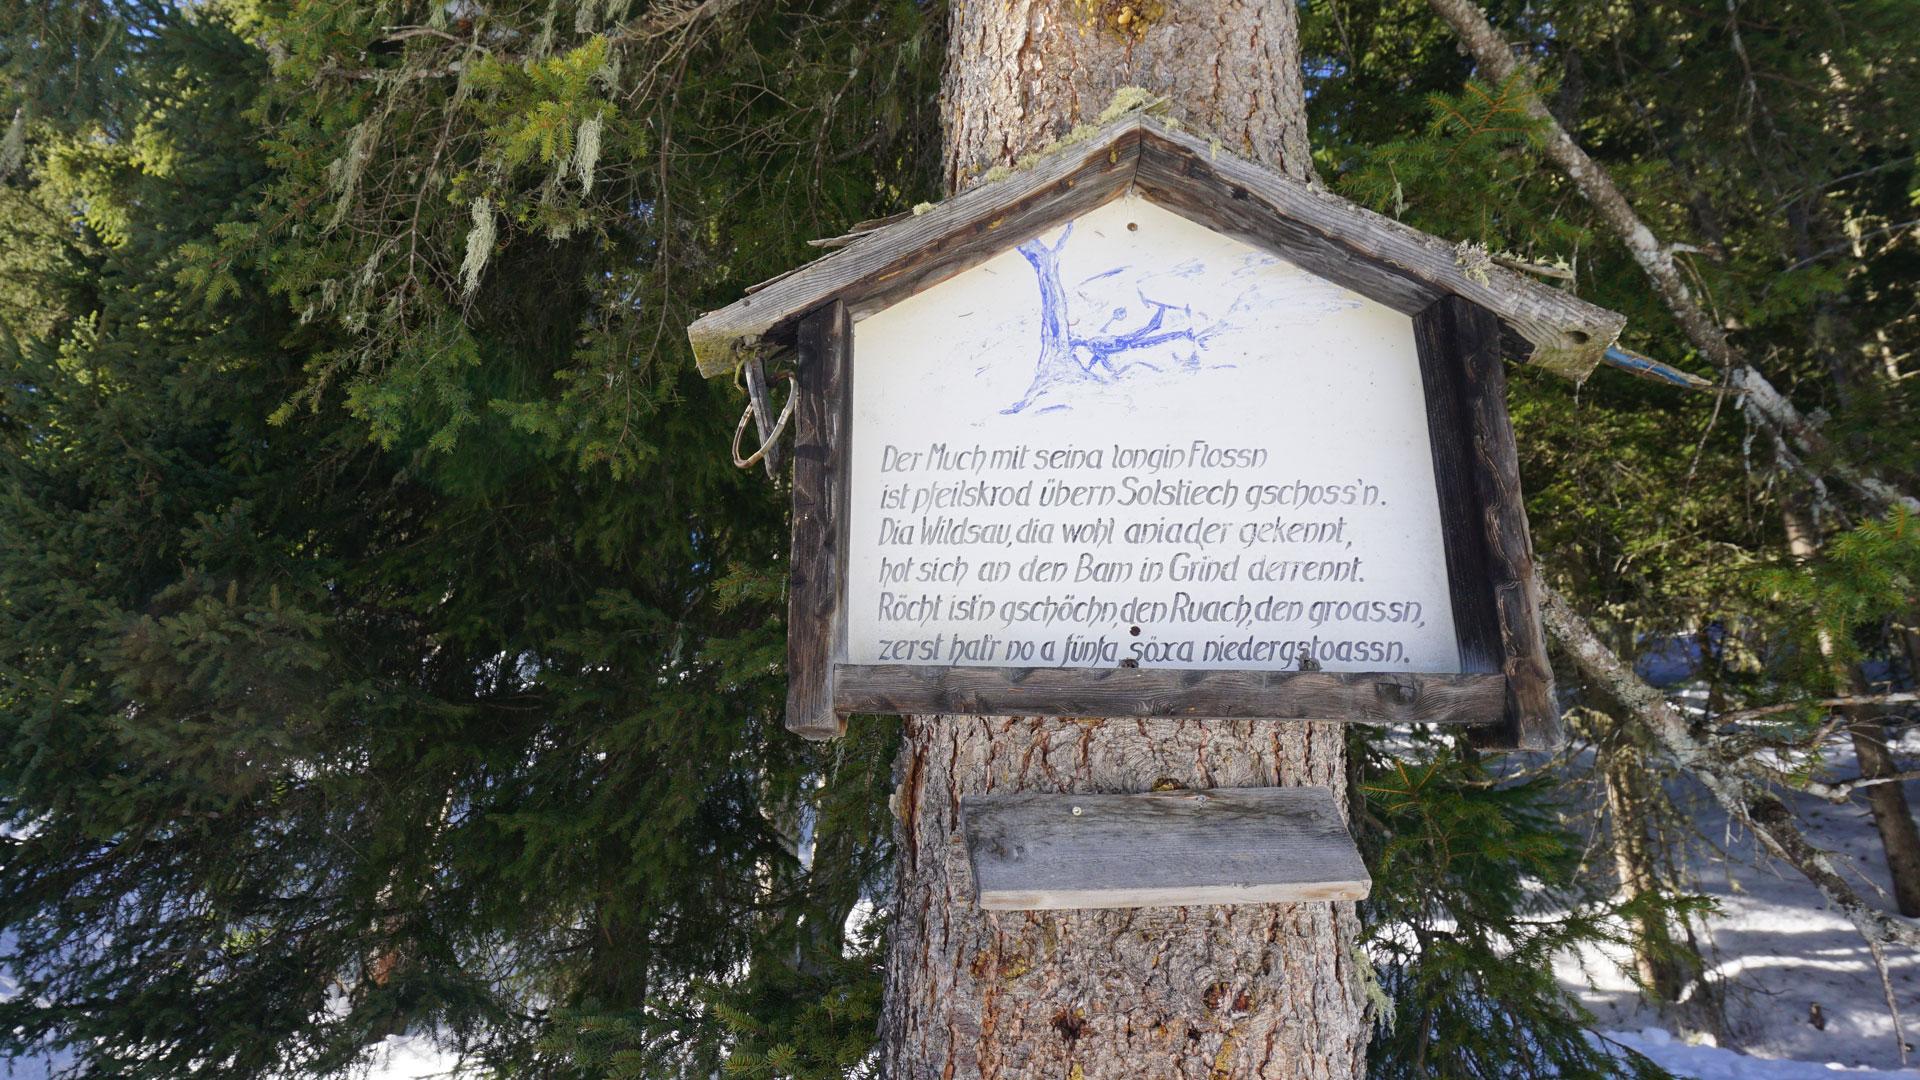 Der Much mit seina longin Flossn
ist pfeilskrod übern Solstiech gschoss'n.
Dia Wildsau, dia wohl aniader gekennt,
hot sich an den Bam in Grind derrennt.
Röcht ist'n gschöchn, den Ruach, den groassn,
zerst hat'r no a fünfa söxa niedergstoassn.